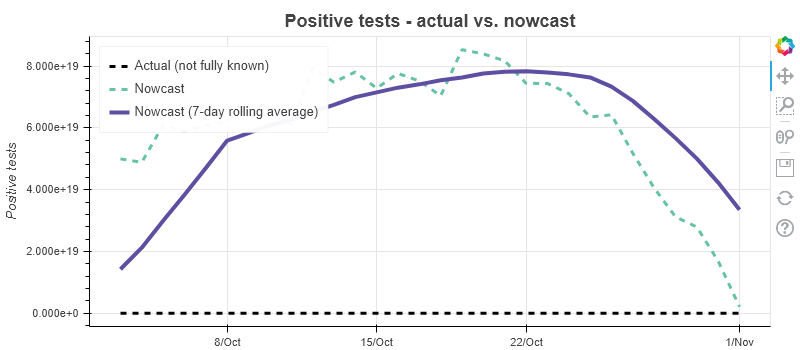 Positive tests - actual vs. nowcast
Actual (not fully known)
Nowcast
Nowcast (7-day rolling average)
Positive tests
8.000e+19
6.000e+19
4.000e+19
2.000e+19
0.000e+0
8/Oct
15/Oct
22/Oct
1/Nov